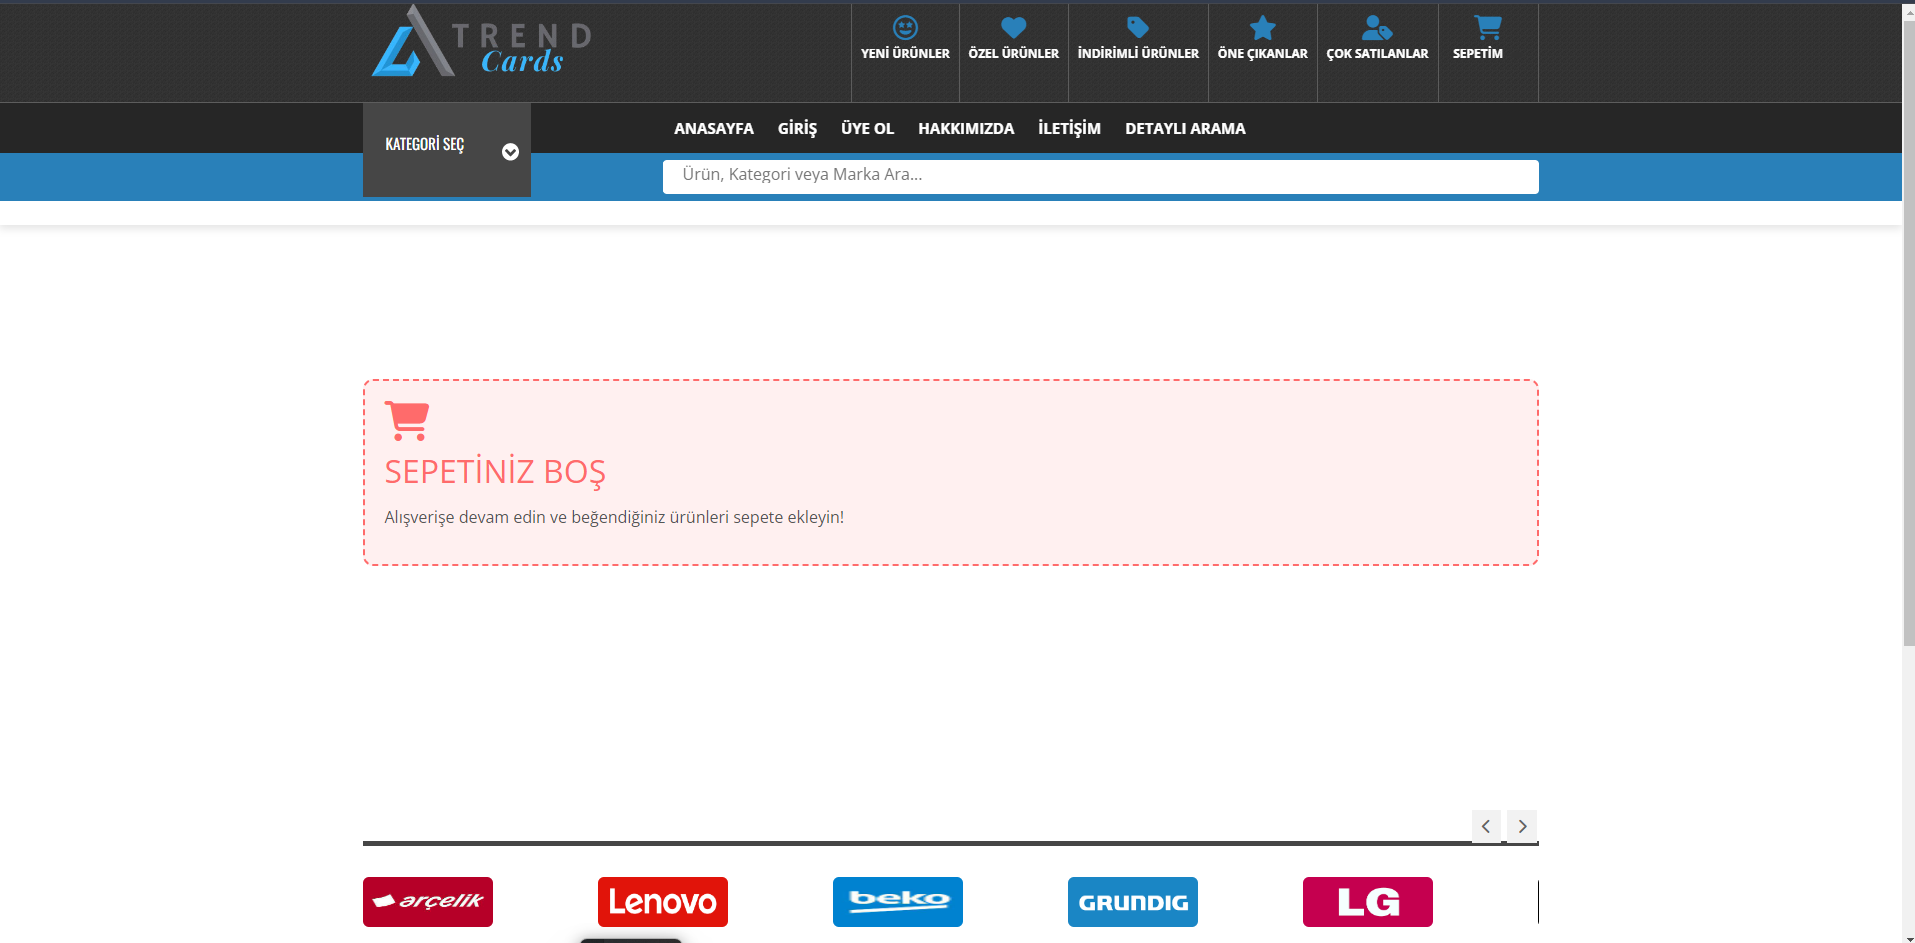 TREND
Cards
YENİ ÜRÜNLER
ÖZEL ÜRÜNLER
İNDİRİMLİ ÜRÜNLER
ÖNE ÇIKANLAR
ÇOK SATILANLAR
SEPETİM
KATEGORİ SEÇ
ANASAYFA
GİRİŞ
ÜYE OL
HAKKIMIZDA
İLETİŞİM
DETAYLI ARAMA
Ürün, Kategori veya Marka Ara...
SEPETİNİZ BOŞ
Alışverişe devam edin ve beğendiğiniz ürünleri sepete ekleyin!
arçelik
Lenovo
beko
GRUNDIG
LG